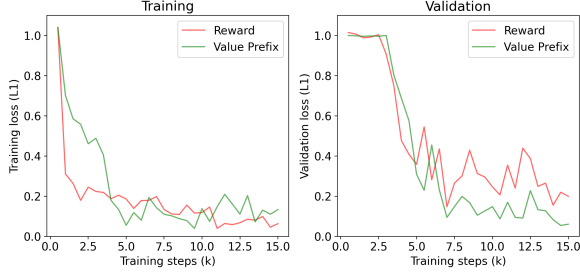 Training
Training loss (L1)
1.0
0.8
0.6
0.4
0.2
0.0
Reward
Value Prefix
0.0 2.5 5.0 7.5 10.0 12.5 15.0
Training steps (k)
Validation
Validation loss (L1)
1.0
0.8
0.6
0.4
0.2
0.0
Reward
Value Prefix
0.0 2.5 5.0 7.5 10.0 12.5 15.0
Training steps (k)